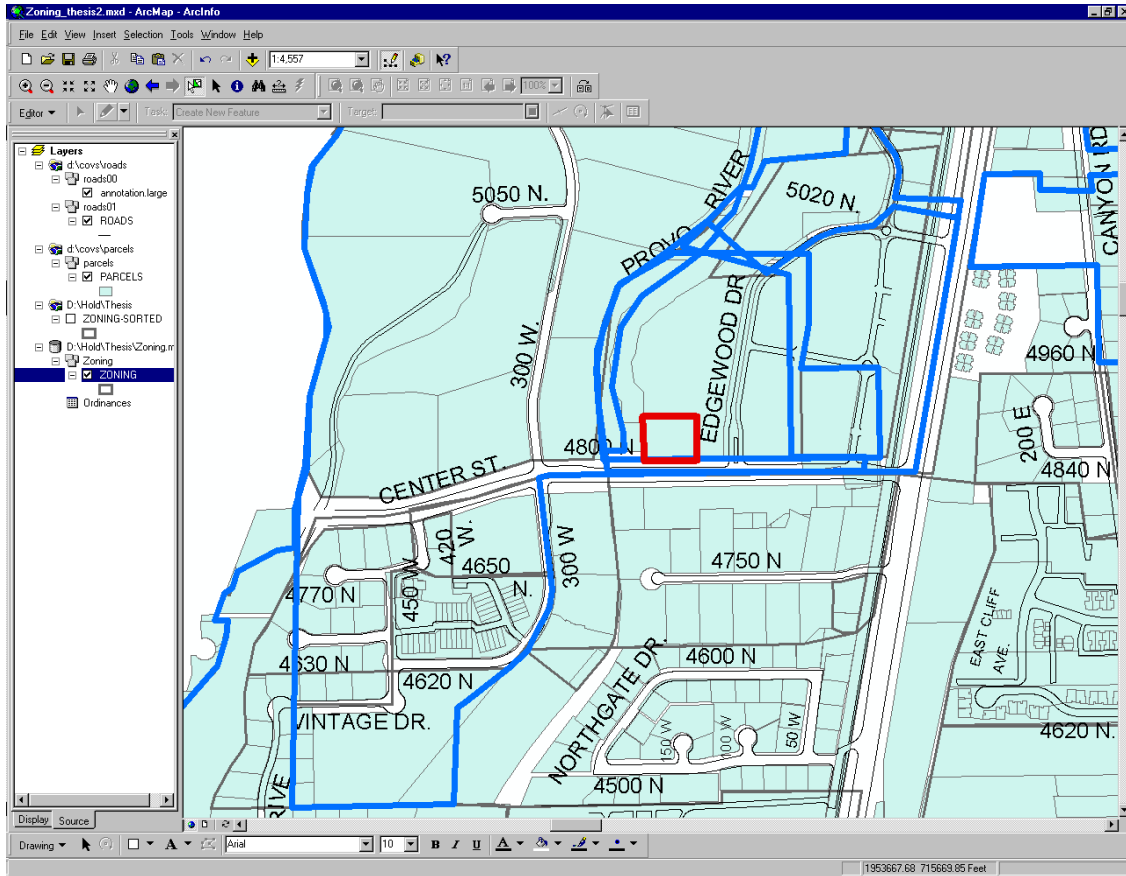 Zoning_thesis2.mxd - ArcMap - ArcInfo
File Edit View Insert Selection Tools Window Help
1:4,557
100%
Editor
Task: Create New Feature
Target:
Layers
d:\covs\roads
roads00
annotation.large
roads01
ROADS
d:\covs\parcels
parcels
PARCELS
D:\Hold\Thesis
ZONING-SORTED
D:\Hold\Thesis\Zoning.m
Zoning
ZONING
Ordinances
Display
Source
5050 N.
PROVO RIVER
5020 N
CANYON RD
300 W.
EDGEWOOD DR
4960 N
200 E
4840 N
4800 N
CENTER ST.
420 W.
4650 N.
300 W
4750 N
450 W
4770 N
4630 N
4620 N
VINTAGE DR.
NORTHGATE DR.
4600 N
EAST CLIFF AVE.
4620 N.
150 W
100 W
50 W
4500 N
RIVE
Drawing
A
Arial
10
B I U
A
1953667.68 715669.85 Feet